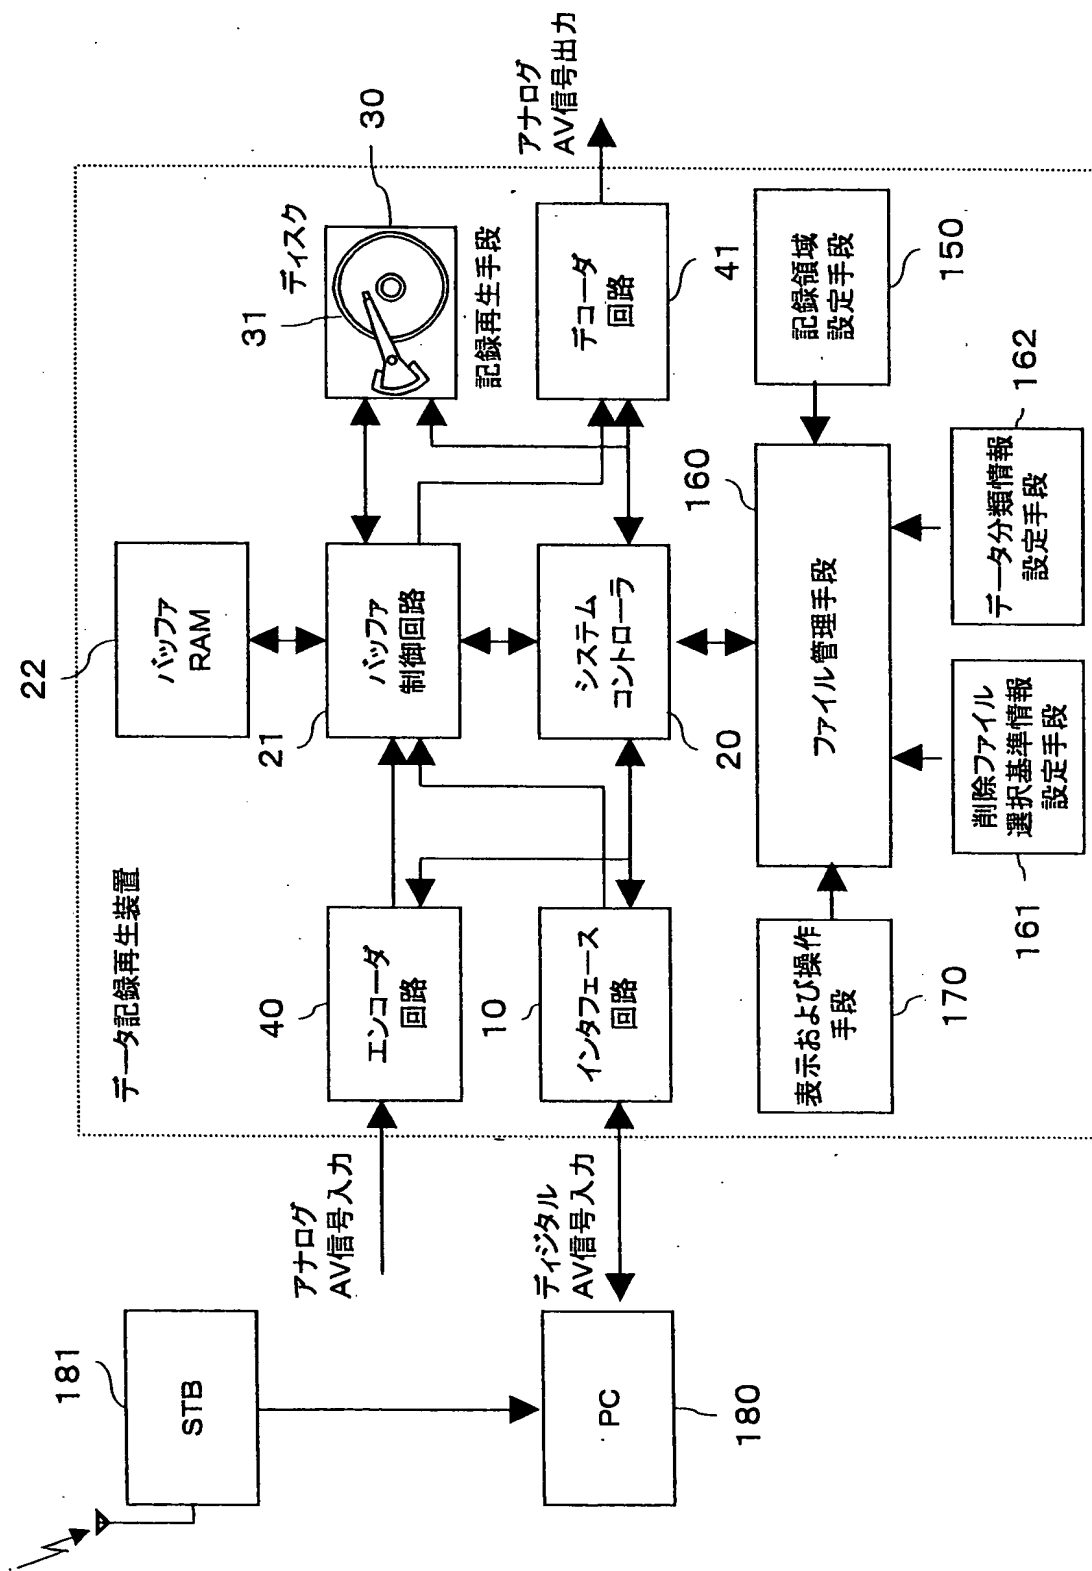 データ記録再生装置
22
バッファ
RAM
181
STB
アナログ
AV信号入力
40
エンコーダ
回路
21
バッファ
制御回路
31
ディスク
30
記録再生手段
アナログ
AV信号出力
180
PC
ディジタル
AV信号入力
10
インタフェース
回路
20
システム
コントローラ
デコーダ
回路
41
160
ファイル管理手段
記録領域
設定手段
150
表示および操作
手段
170
削除ファイル
選択基準情報
設定手段
161
データ分類情報
設定手段
162